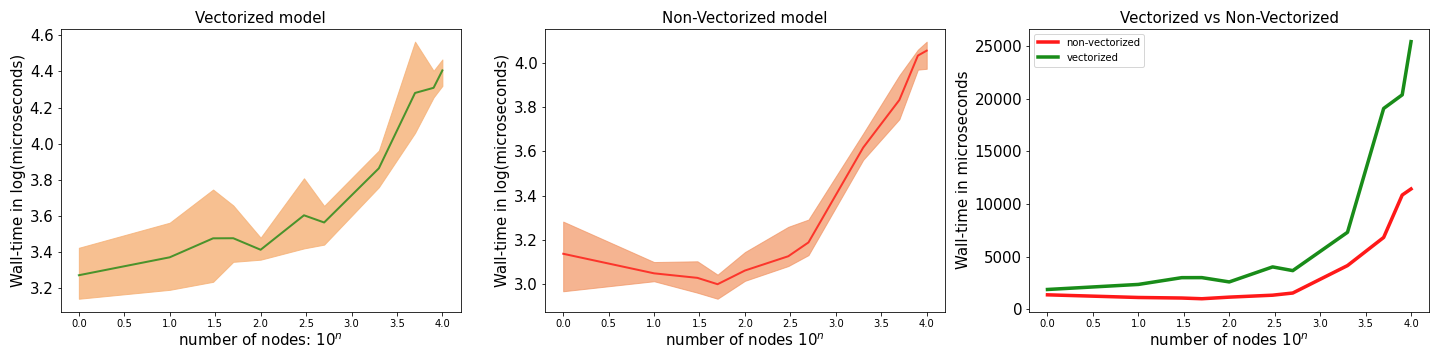 Vectorized model
Wall-time in log(microseconds)
4.6
4.4
4.2
4.0
3.8
3.6
3.4
3.2
0.0 0.5 1.0 1.5 2.0 2.5 3.0 3.5 4.0
number of nodes: 10^n
Non-Vectorized model
Wall-time in log(microseconds)
4.0
3.8
3.6
3.4
3.2
3.0
0.0 0.5 1.0 1.5 2.0 2.5 3.0 3.5 4.0
number of nodes 10^n
Vectorized vs Non-Vectorized
non-vectorized
vectorized
Wall-time in microseconds
25000
20000
15000
10000
5000
0
0.0 0.5 1.0 1.5 2.0 2.5 3.0 3.5 4.0
number of nodes 10^n